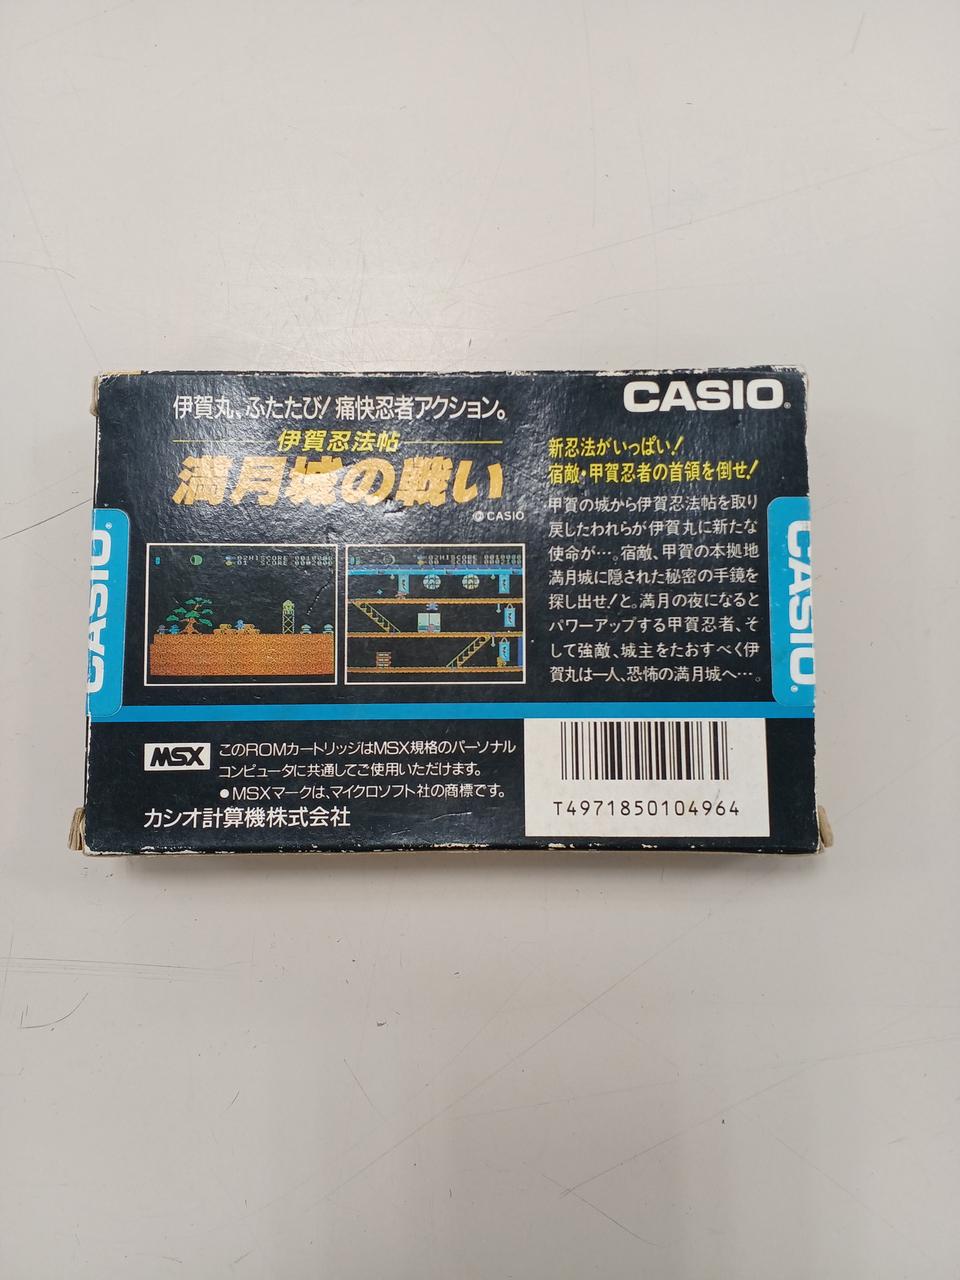 CASIO
伊賀丸、ふたたび!痛快忍者アクション。
伊賀忍法帖
満月城の戦い
©CASIO
新忍法がいっぱい!
宿敵・甲賀忍者の首領を倒せ!
甲賀の城から伊賀忍法帖を取り
戻したわれらが伊賀丸に新たな
使命が…。宿敵、甲賀の本拠地
満月城に隠された秘密の手鏡を
探し出せ!と。満月の夜になると
パワーアップする甲賀忍者、そ
して強敵、城主をたおすべく伊
賀丸は一人、恐怖の満月城へ…。
CASIO
CASIO
MSX
このROMカートリッジはMSX規格のパーソナル
コンピュータに共通してご使用いただけます。
●MSXマークは、マイクロソフト社の商標です。
カシオ計算機株式会社
T4971850104964